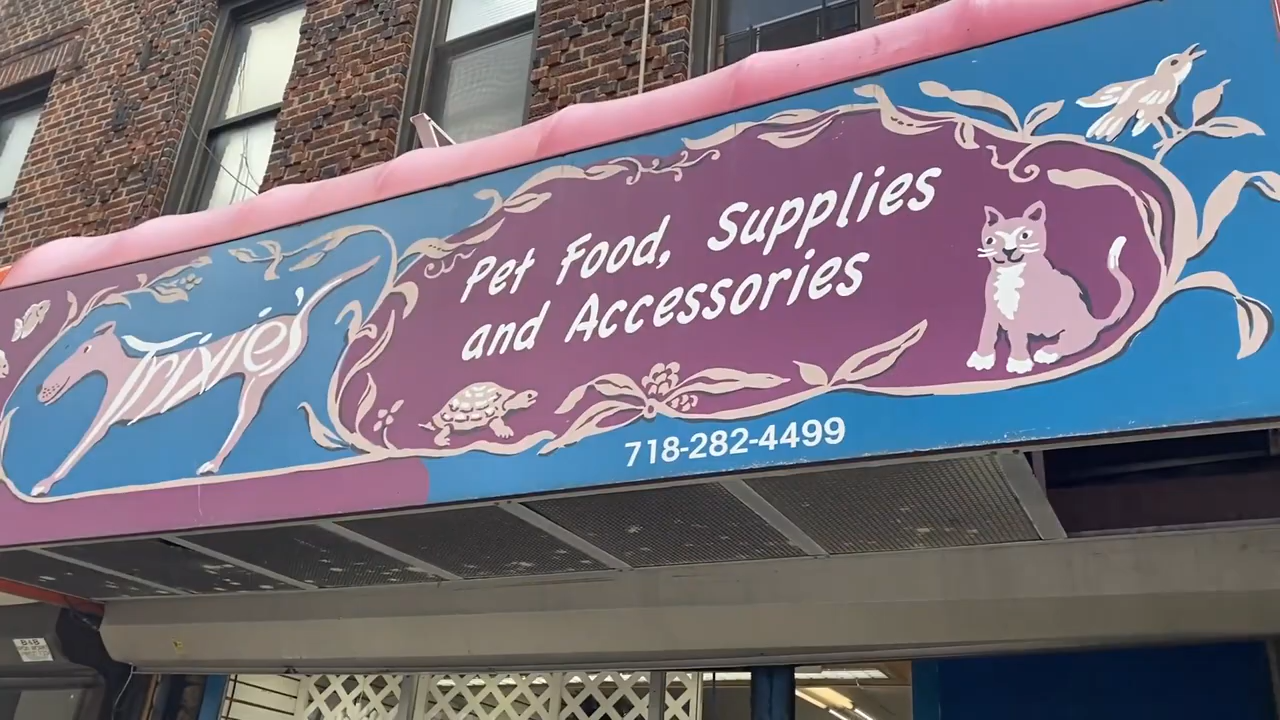 Trixie's
Pet Food, Supplies
and Accessories
718-282-4499
B&B